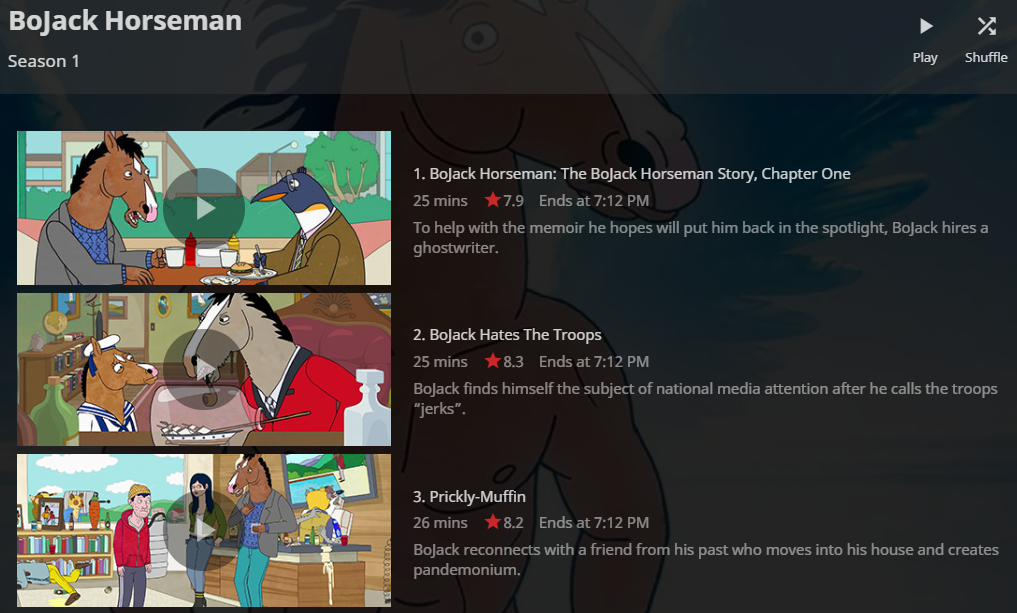 BoJack Horseman
Season 1
Play
Shuffle
1. BoJack Horseman: The BoJack Horseman Story, Chapter One
25 mins 7.9 Ends at 7:12 PM
To help with the memoir he hopes will put him back in the spotlight, BoJack hires a
ghostwriter.
2. BoJack Hates The Troops
25 mins 8.3 Ends at 7:12 PM
BoJack finds himself the subject of national media attention after he calls the troops
“jerks”.
3. Prickly-Muffin
26 mins 8.2 Ends at 7:12 PM
BoJack reconnects with a friend from his past who moves into his house and creates
pandemonium.